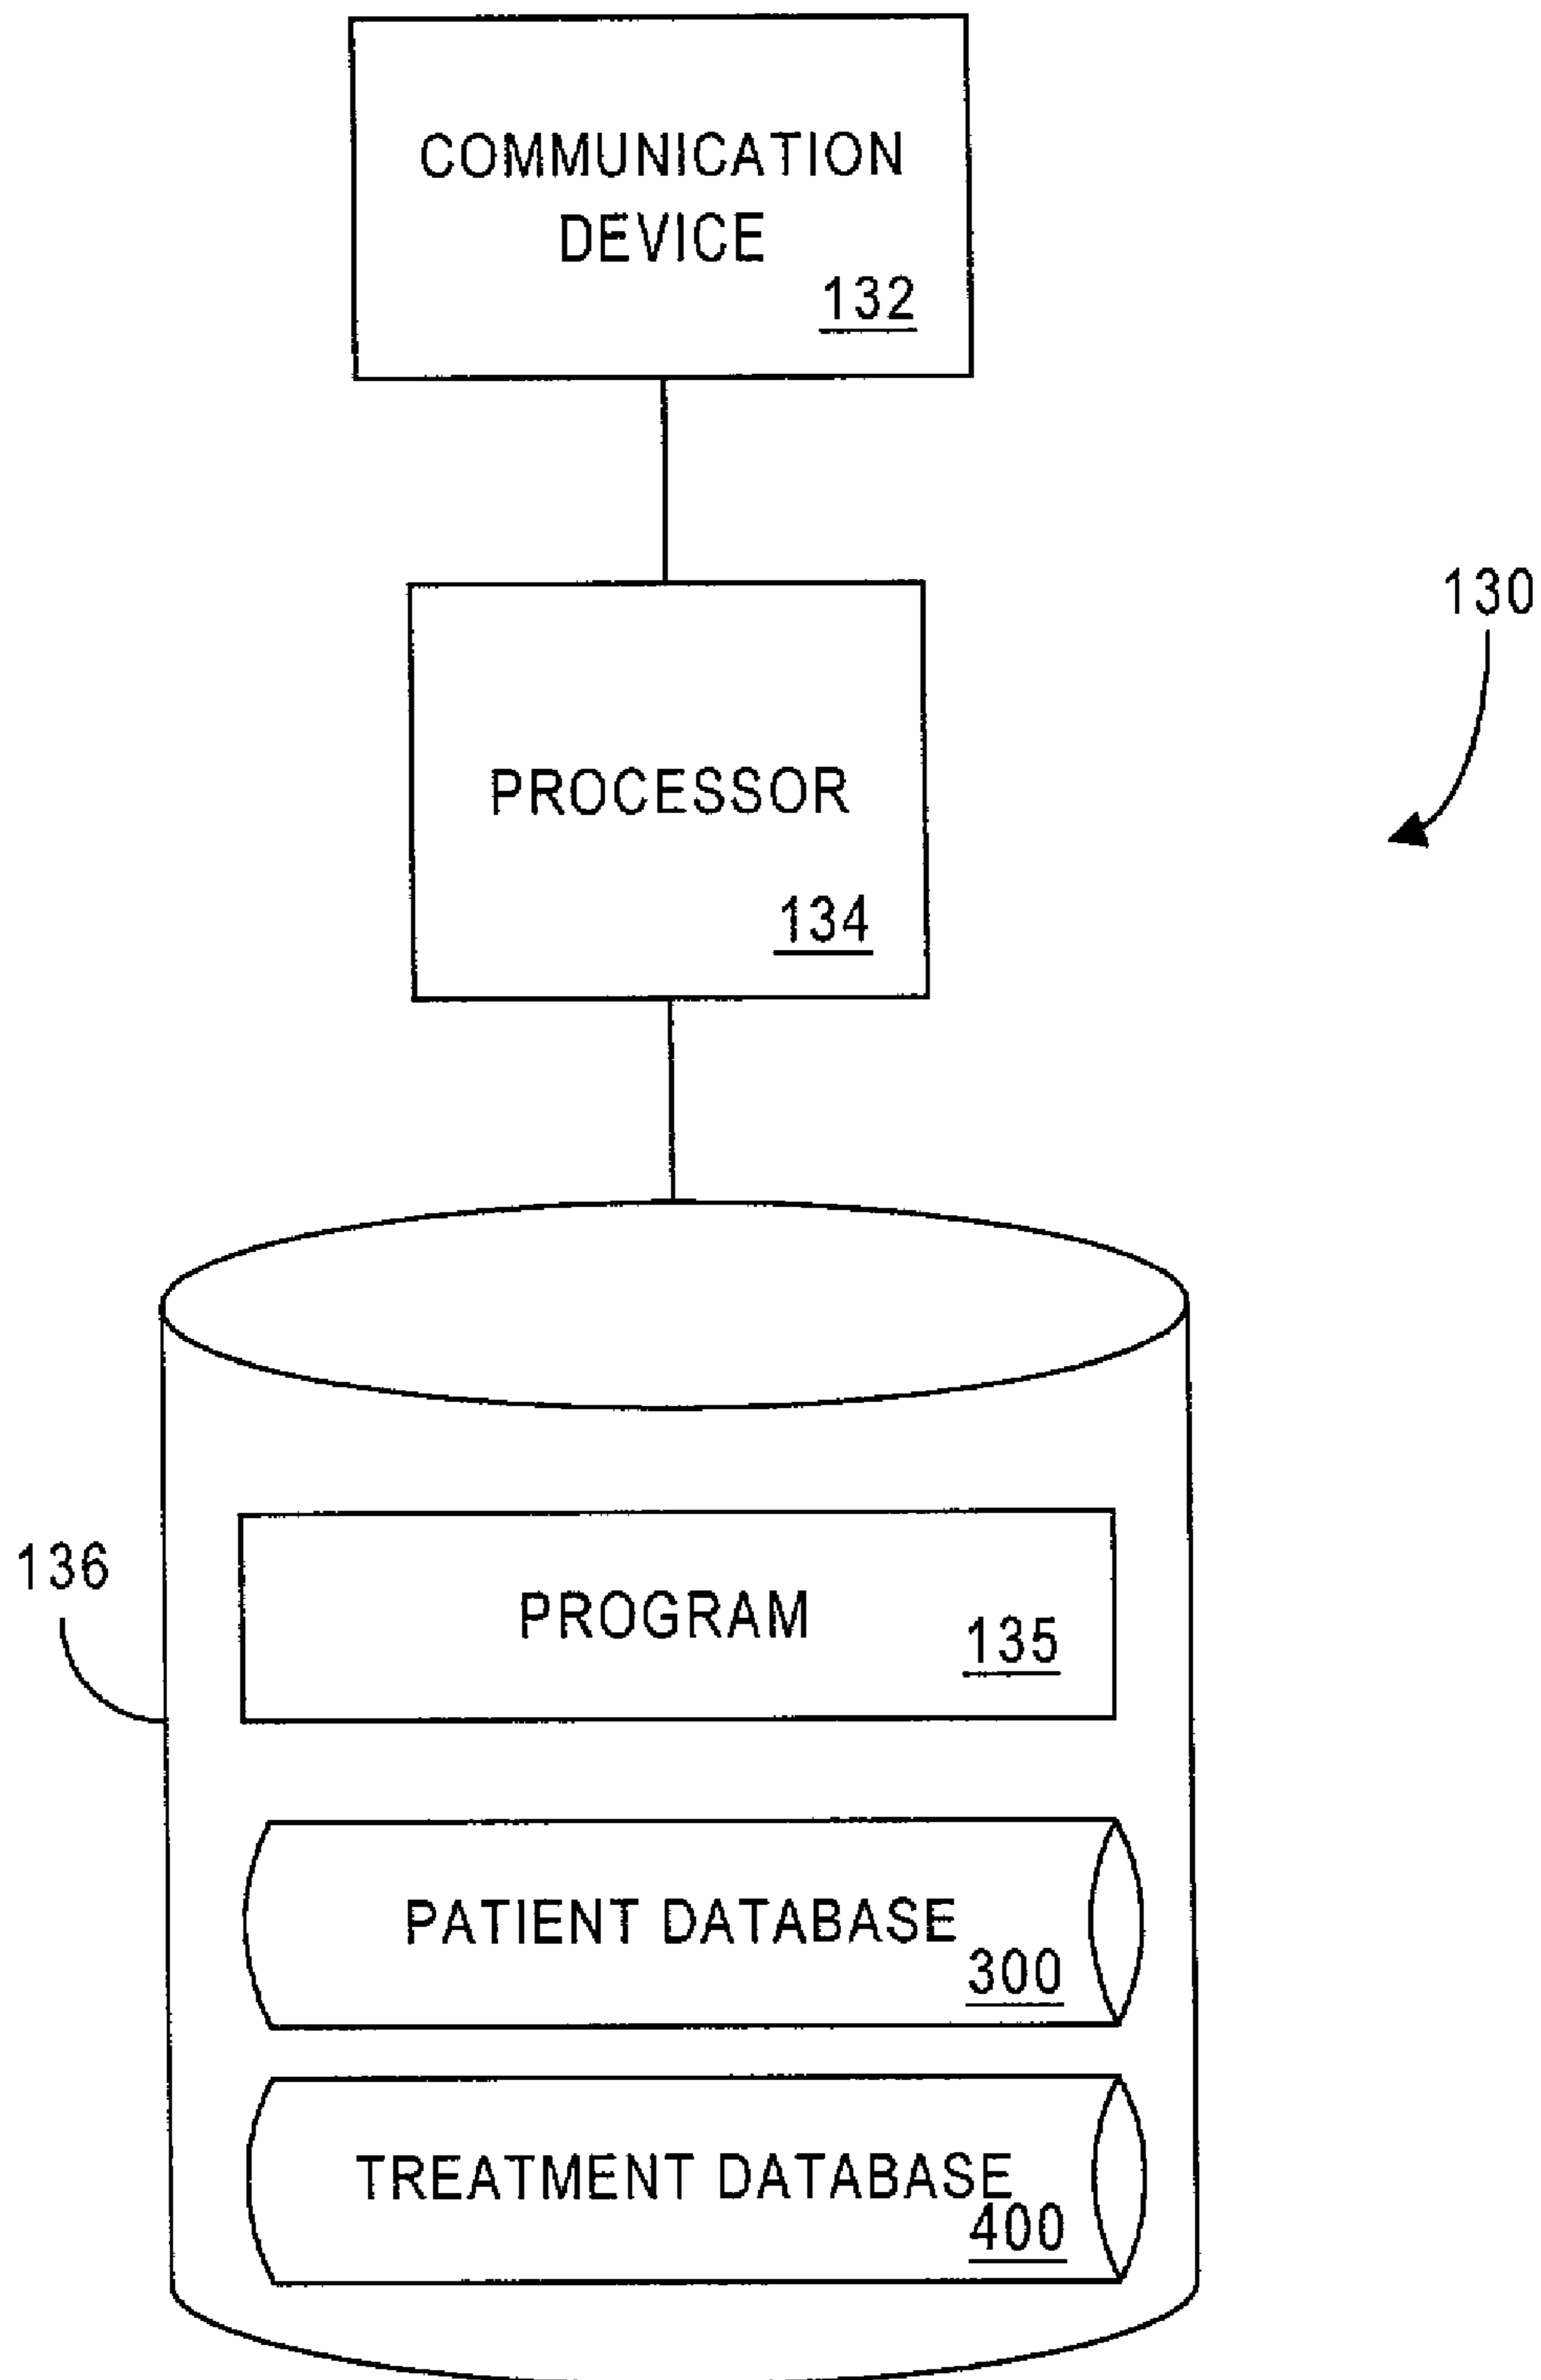 COMMUNICATION
DEVICE
132
130
PROCESSOR
134
136
PROGRAM
135
PATIENT DATABASE
300
TREATMENT DATABASE
400